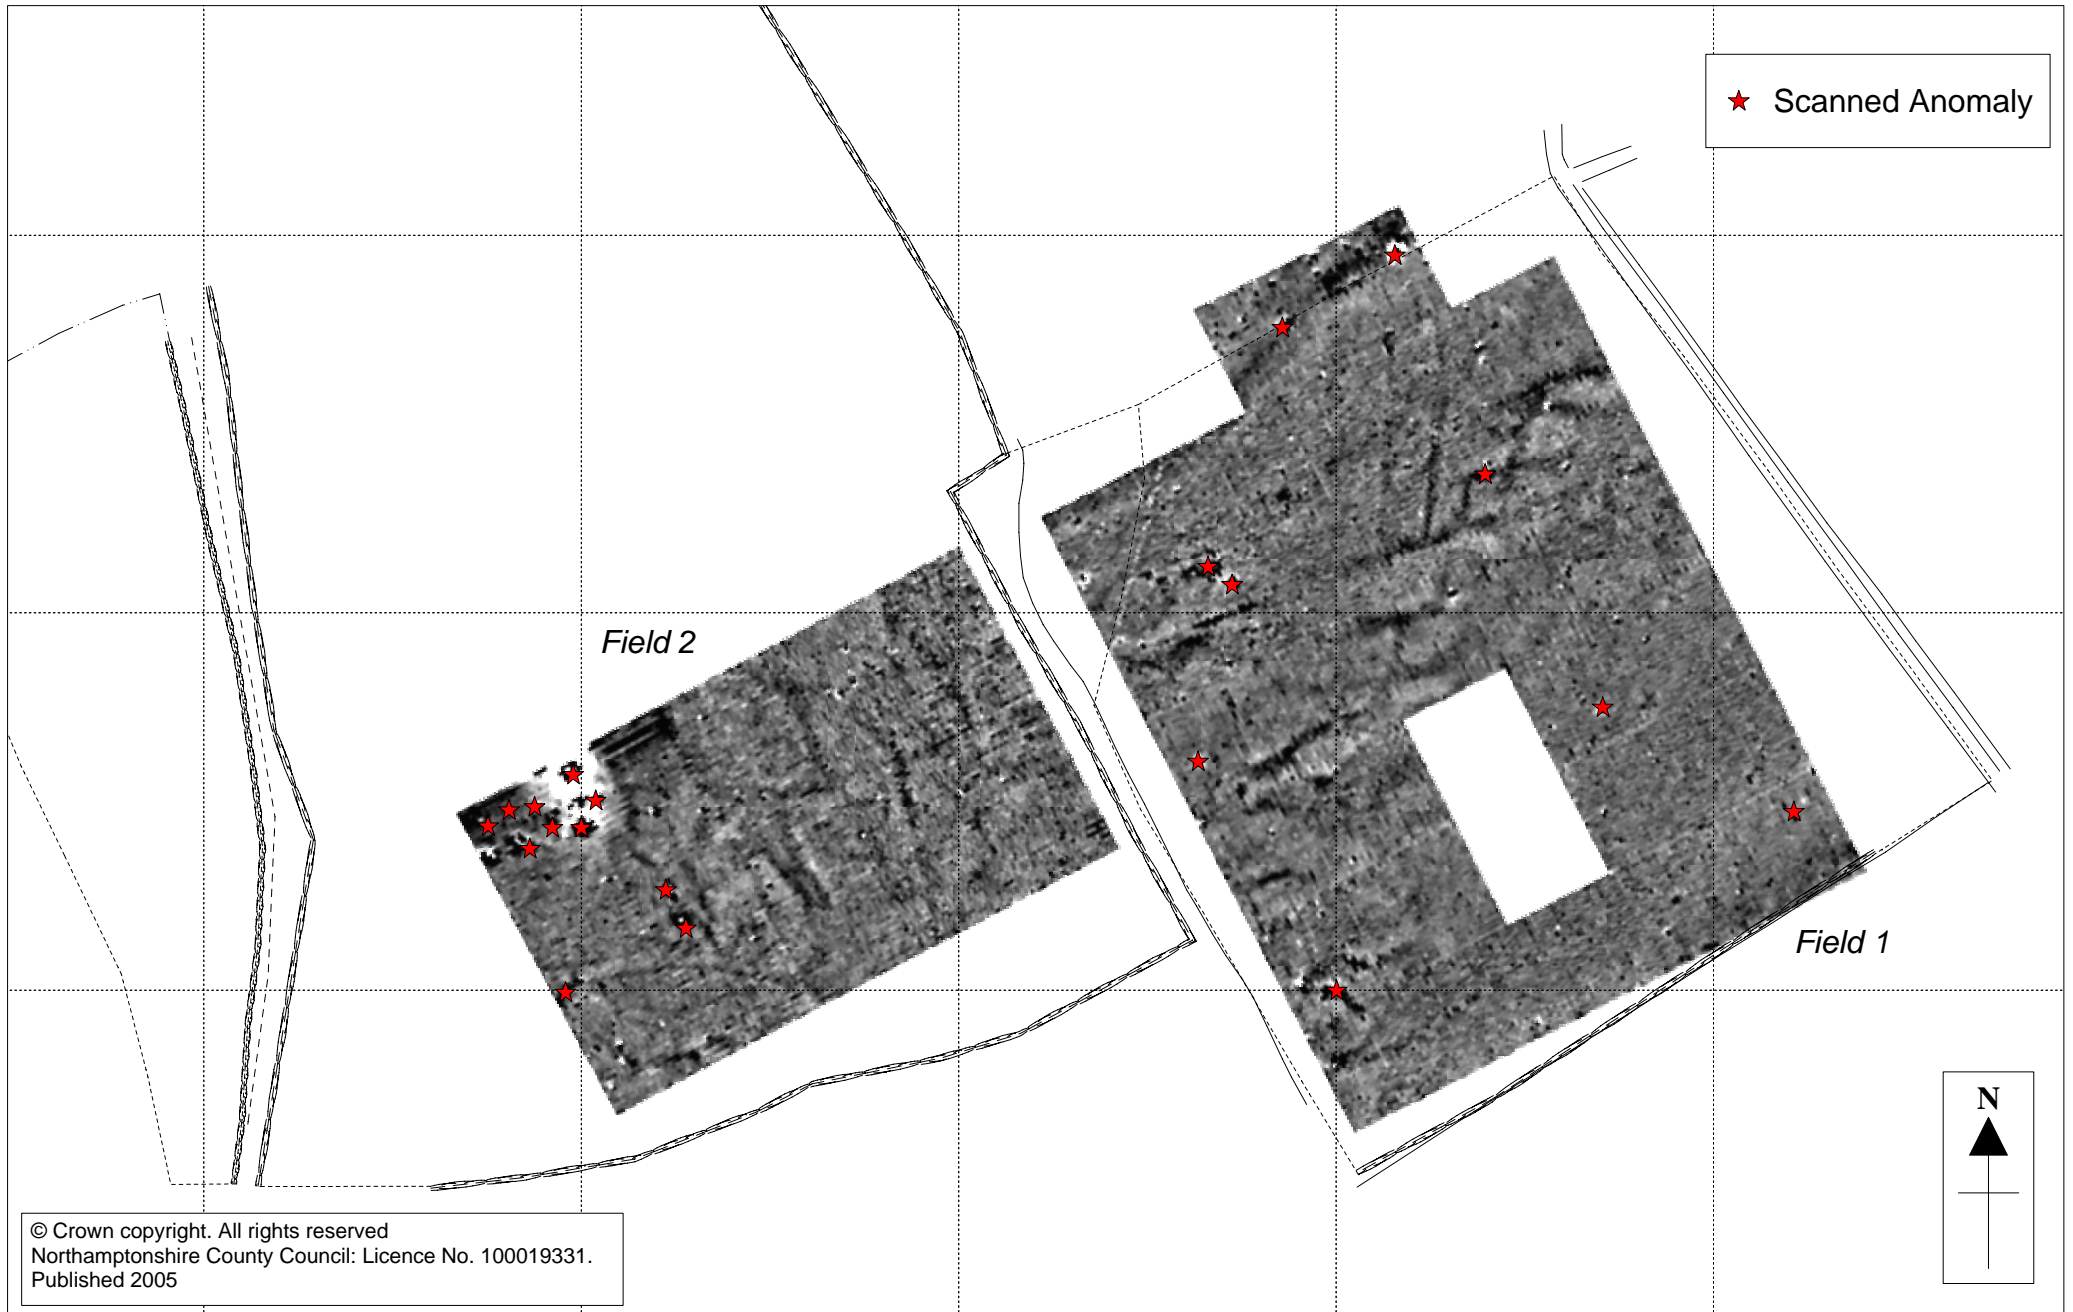 Scanned Anomaly
Field 2
Field 1
N
© Crown copyright. All rights reserved
Northamptonshire County Council: Licence No. 100019331.
Published 2005